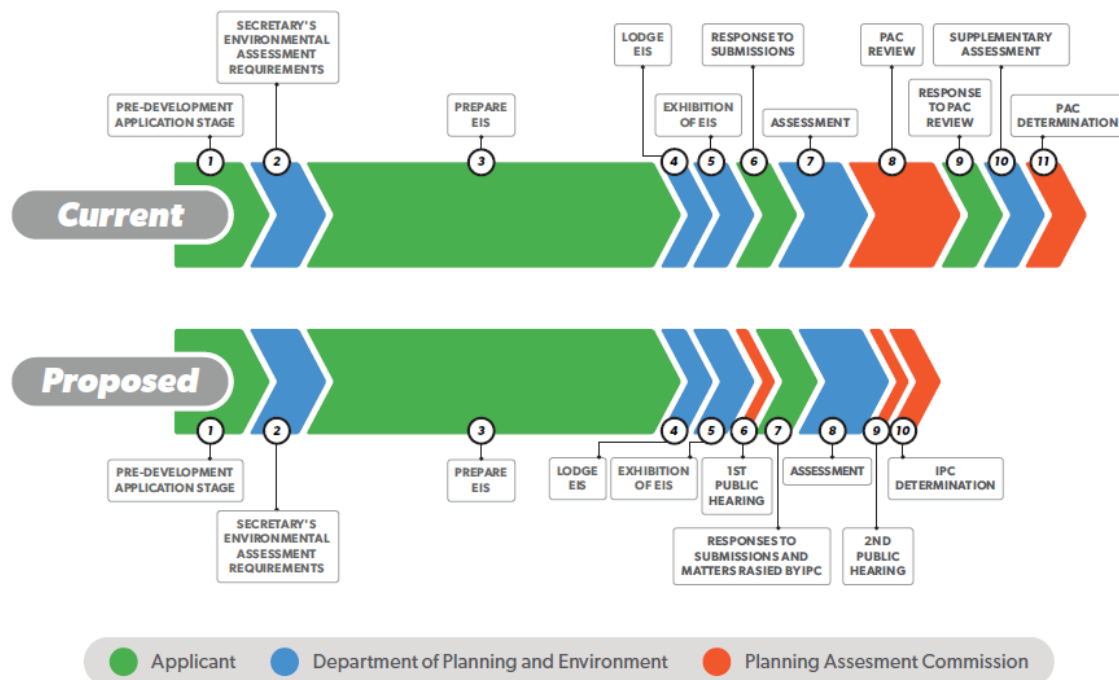 SECRETARY'S
ENVIRONMENTAL
ASSESSMENT
REQUIREMENTS
LODGE
EIS
RESPONSE TO
SUBMISSIONS
PAC
REVIEW
SUPPLEMENTARY
ASSESSMENT
PRE-DEVELOPMENT
APPLICATION STAGE
PREPARE
EIS
EXHIBITION
OF EIS
ASSESSMENT
RESPONSE
TO PAC
REVIEW
PAC
DETERMINATION
1 2 3 4 5 6 7 8 9 10 11
Current
Proposed
1 2 3 4 5 6 7 8 9 10
PRE-DEVELOPMENT
APPLICATION STAGE
PREPARE
EIS
LODGE
EIS
EXHIBITION
OF EIS
1ST
PUBLIC
HEARING
ASSESSMENT
IPC
DETERMINATION
SECRETARY'S
ENVIRONMENTAL
ASSESSMENT
REQUIREMENTS
RESPONSES TO
SUBMISSIONS AND
MATTERS RASIED BY IPC
2ND
PUBLIC
HEARING
Applicant
Department of Planning and Environment
Planning Assesment Commission